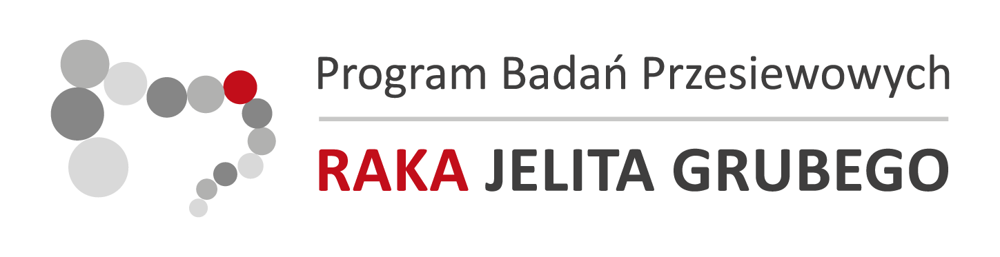 Program Badań Przesiewowych
RAKA JELITA GRUBEGO